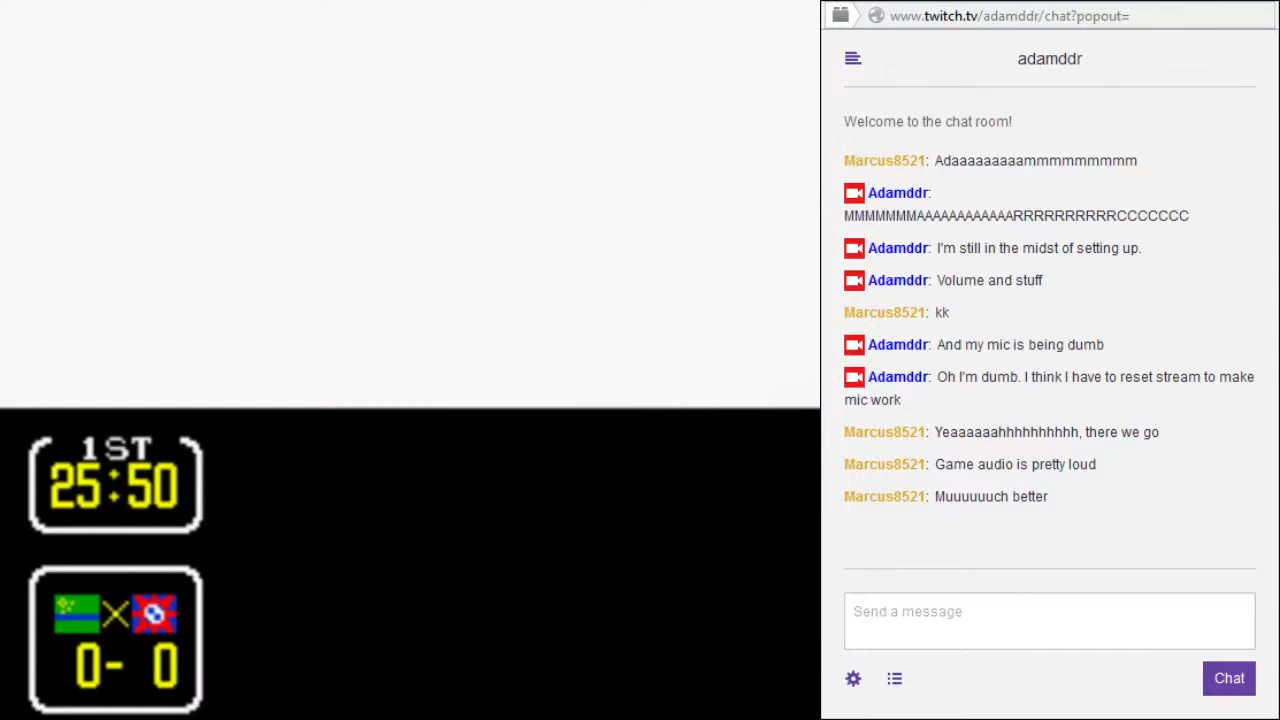 www.twitch.tv/adamddr/chat?popout=
adamddr
Welcome to the chat room!
Marcus8521: Adaaaaaaaaammmmmmmmm
Adamddr:
MMMMMMMAAAAAAAAAAAARRRRRRRRRRCCCCCCC
Adamddr: I'm still in the midst of setting up.
Adamddr: Volume and stuff
Marcus8521: kk
Adamddr: And my mic is being dumb
Adamddr: Oh I'm dumb. I think I have to reset stream to make
mic work
Marcus8521: Yeaaaaaahhhhhhhhhh, there we go
Marcus8521: Game audio is pretty loud
Marcus8521: Muuuuuuch better
Send a message
Chat
1ST
25:50
0- 0